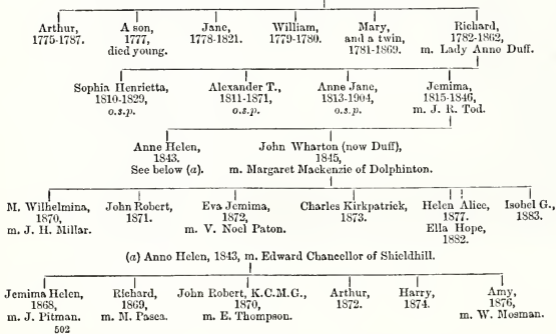 Arthur, A son, Jane, William, Mary, Richard,
1775-1787. 1777, 1778-1821. 1779-1780. and a twin, 1782-1862,
died young. 1781-1869. m. Lady Anne Duff.
Sophia Henrietta, Alexander T., Anne Jane, Jemima,
1810-1829, 1811-1871, 1813-1904, 1815-1846,
o.s.p. o.s.p. o.s.p. m. J. R. Tod.
Anne Helen, John Wharton (now Duff),
1843. 1845,
See below (a). m. Margaret Mackenzie of Dolphinton.
M. Wilhelmina, John Robert, Eva Jemima, Charles Kirkpatrick, Helen Alice, Isobel G.,
1870, 1871. 1872, 1873. 1877. 1883.
m. J. H. Millar. m. V. Noel Paton. Ella Hope,
1882.
(a) Anno Helen, 1843, m. Edward Chancellor of Shieldhill.
Jemima Helen, Richard, John Robert, K.C.M.G., Arthur, Harry, Amy,
1868, 1869, 1870, 1872. 1874. 1876,
m. J. Pitman. m. M. Pasea. m. E. Thompson. m. W. Mosman.
502